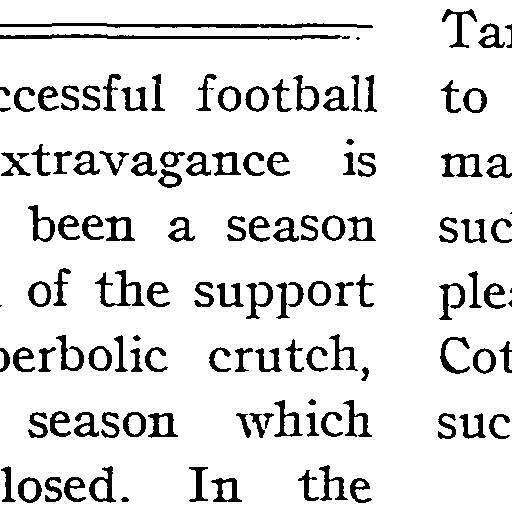 ccessful football
xtravagance is
been a season
of the support
perbolic crutch,
season which
losed. In the
Tar
to
ma
suc
plea
Cot
suc